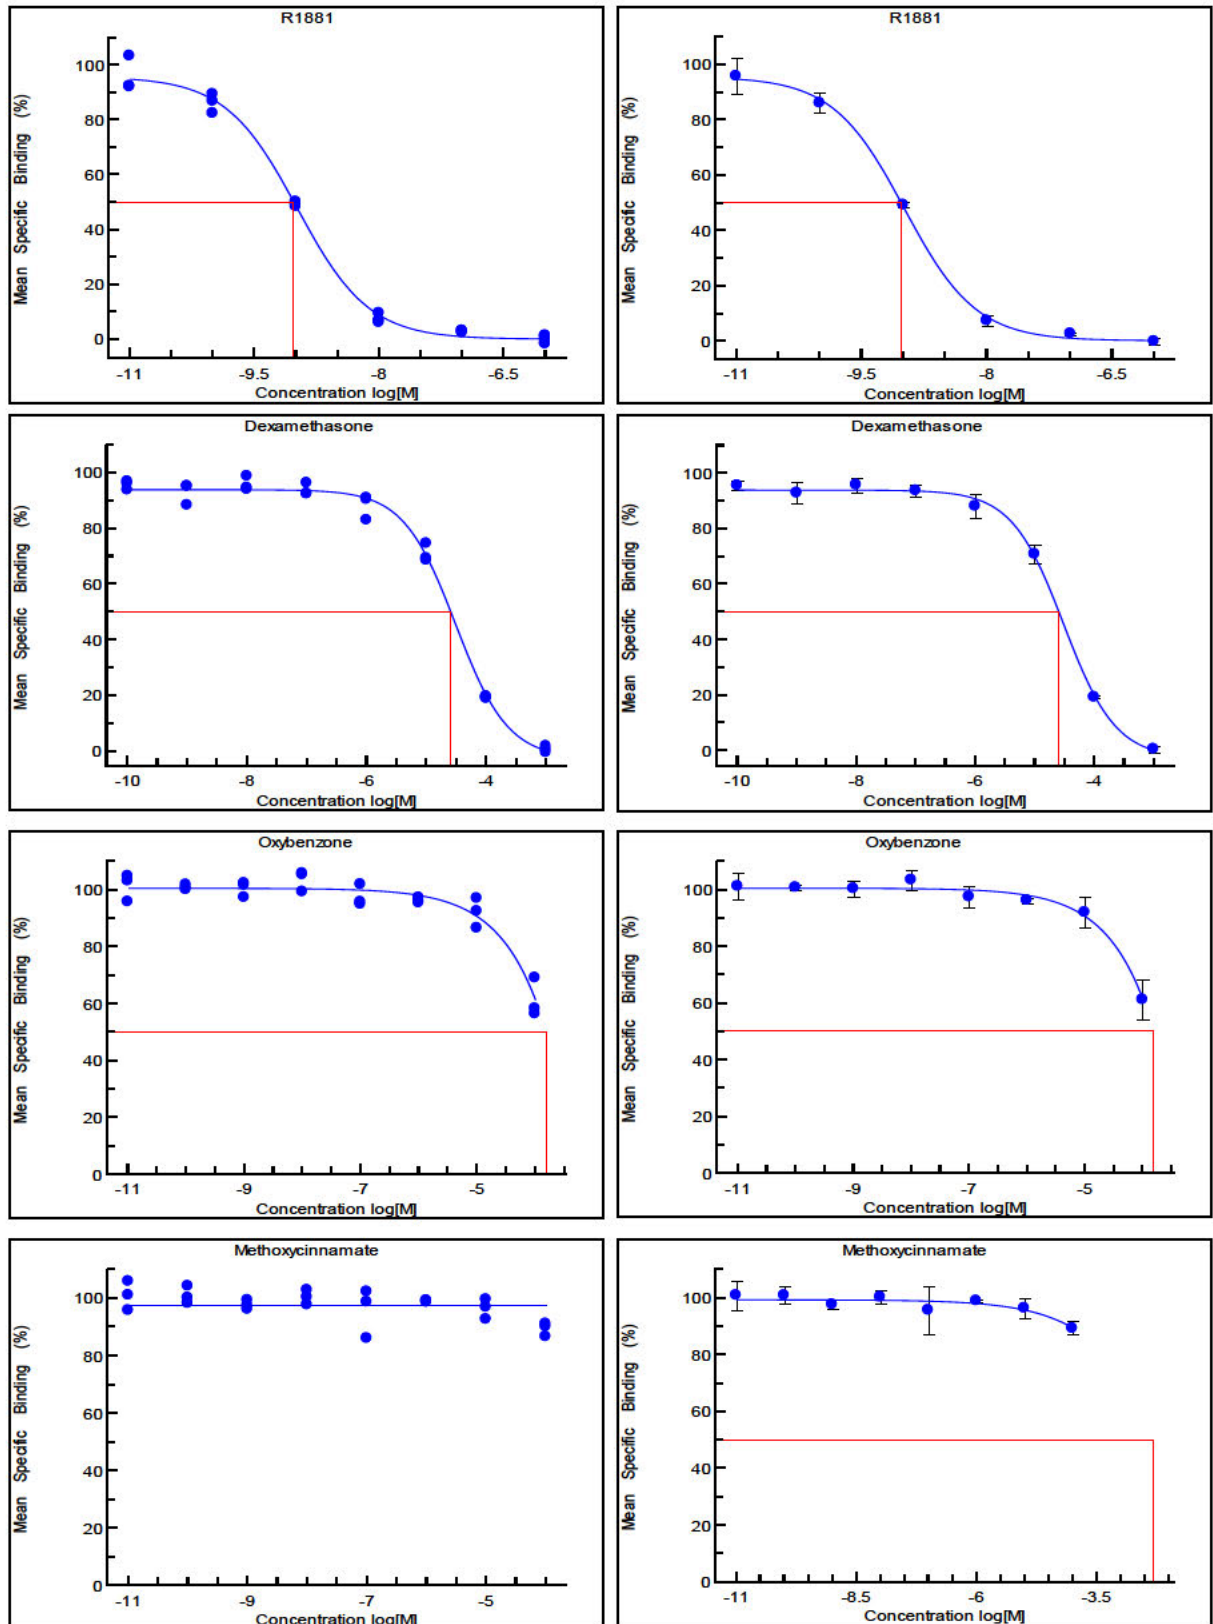 R1881
Mean Specific Binding (%)
100
80
60
40
20
0
-11 -9.5 -8 -6.5
Concentration log[M]
R1881
Mean Specific Binding (%)
100
80
60
40
20
0
-11 -9.5 -8 -6.5
Concentration log[M]
Dexamethasone
Mean Specific Binding (%)
100
80
60
40
20
0
-10 -8 -6 -4
Concentration log[M]
Dexamethasone
Mean Specific Binding (%)
100
80
60
40
20
0
-10 -8 -6 -4
Concentration log[M]
Oxybenzone
Mean Specific Binding (%)
100
80
60
40
20
0
-11 -9 -7 -5
Concentration log[M]
Oxybenzone
Mean Specific Binding (%)
100
80
60
40
20
0
-11 -9 -7 -5
Concentration log[M]
Methoxycinnamate
Mean Specific Binding (%)
100
80
60
40
20
0
-11 -9 -7 -5
Concentration log[M]
Methoxycinnamate
Mean Specific Binding (%)
100
80
60
40
20
0
-11 -8.5 -6 -3.5
Concentration log[M]